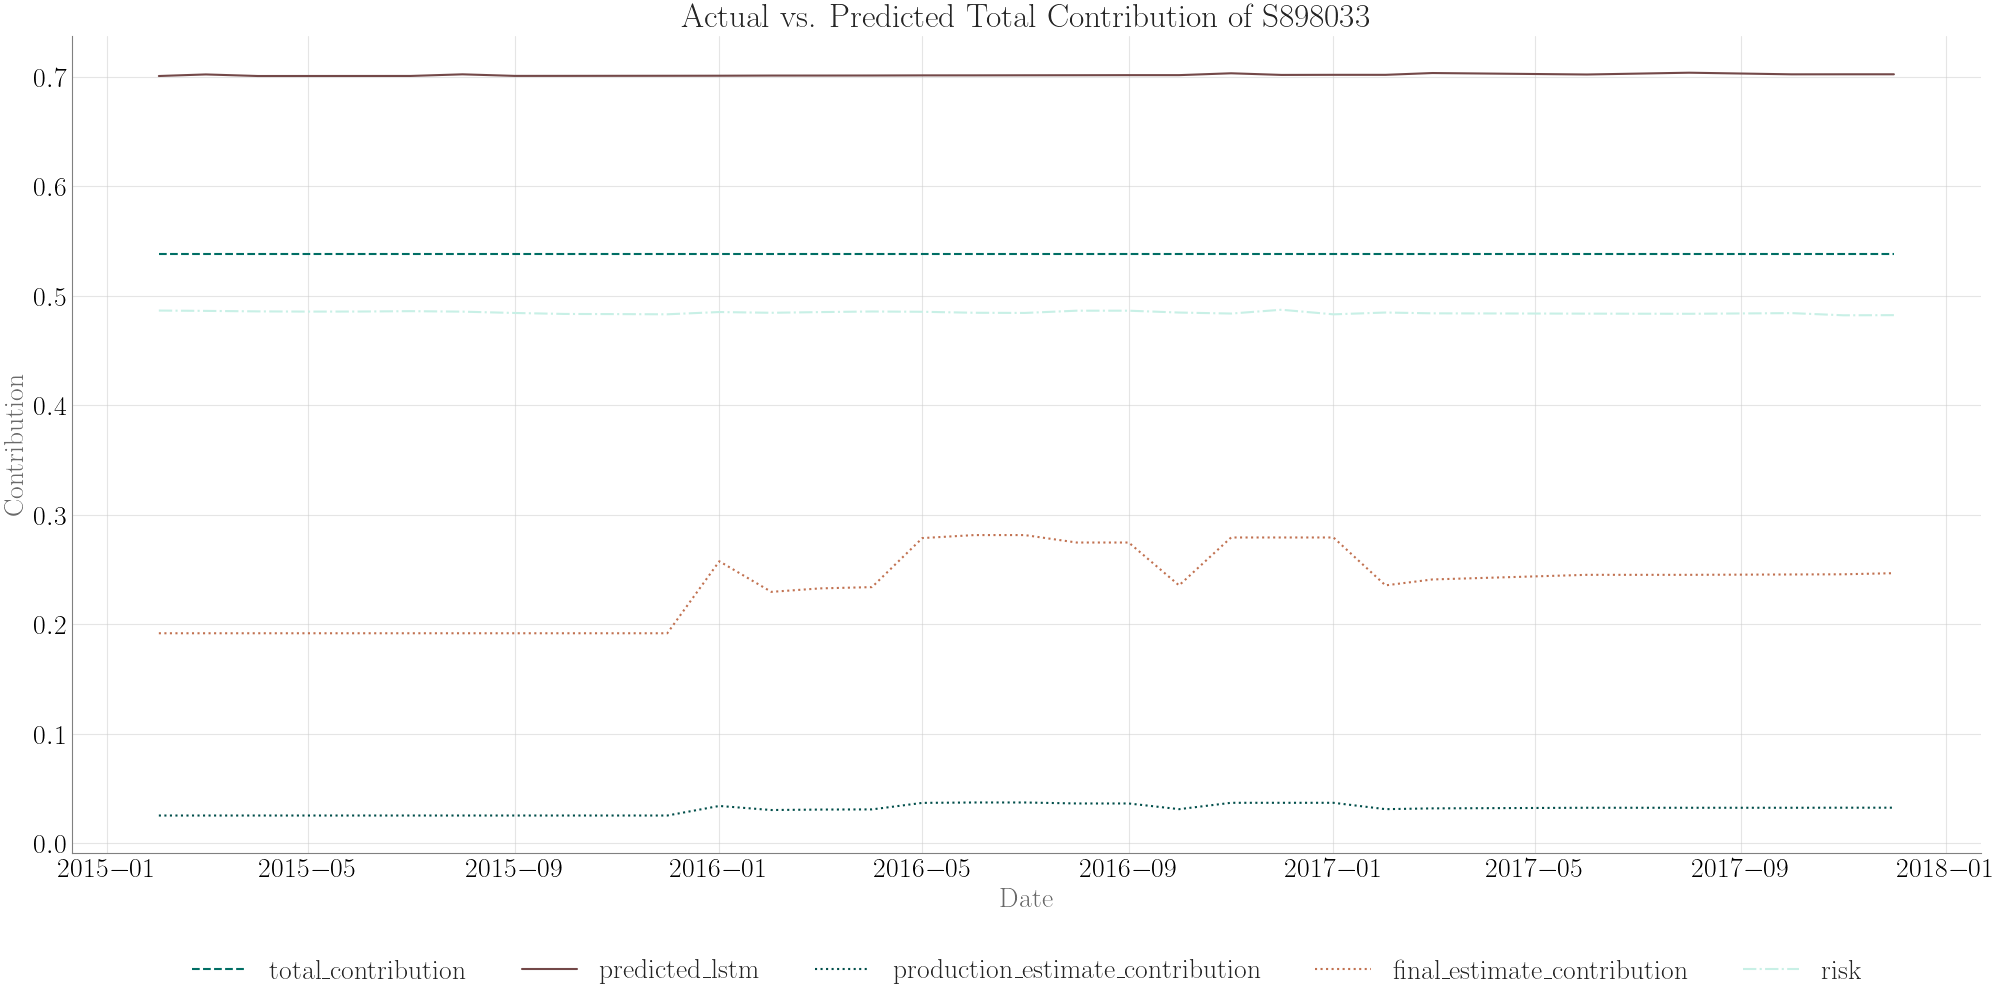 Actual vs. Predicted Total Contribution of S898033
Contribution
0.7
0.6
0.5
0.4
0.3
0.2
0.1
0.0
2015−01 2015−05 2015−09 2016−01 2016−05 2016−09 2017−01 2017−05 2017−09 2018−01
Date
total_contribution predicted_lstm production_estimate_contribution final_estimate_contribution risk